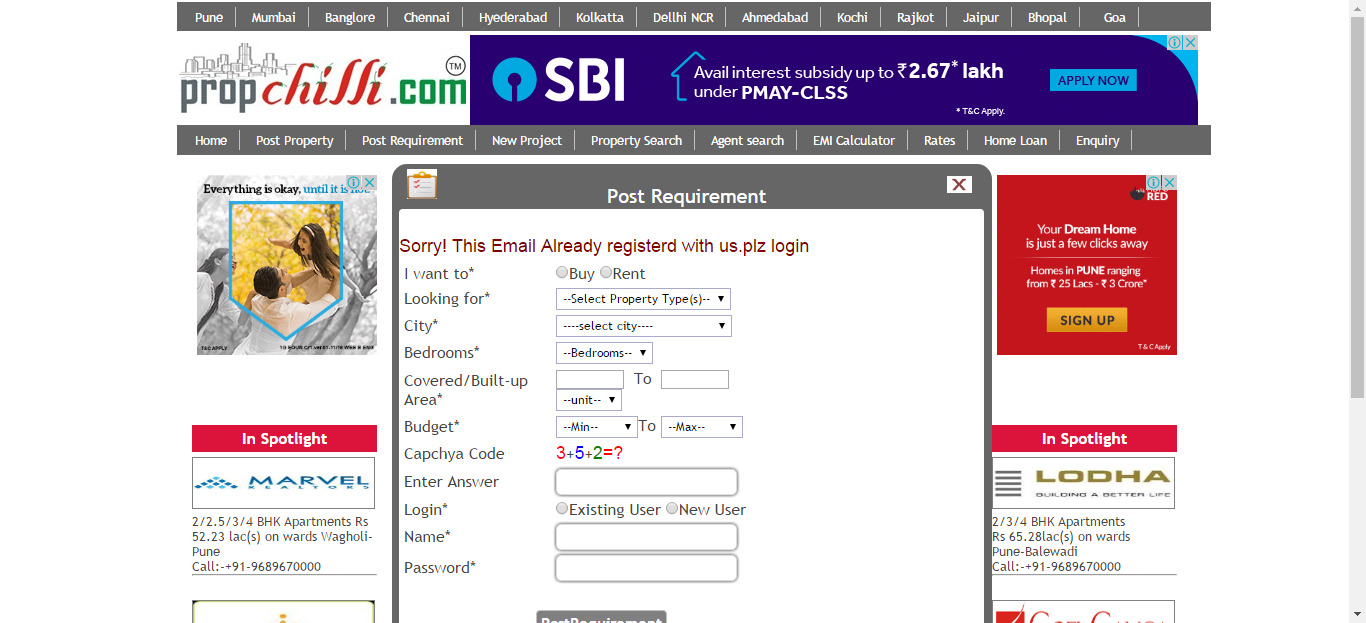 Pune Mumbai Banglore Chennai Hyederabad Kolkatta Dellhi NCR Ahmedabad Kochi Rajkot Jaipur Bhopal Goa
propchilli.com TM
SBI
Avail interest subsidy up to ₹2.67* lakh
under PMAY-CLSS
APPLY NOW
* T&C Apply.
Home Post Property Post Requirement New Project Property Search Agent search EMI Calculator Rates Home Loan Enquiry
Everything is okay, until it is not.
T&C APPLY
Post Requirement
Sorry! This Email Already registerd with us.plz login
I want to* Buy Rent
Looking for* --Select Property Type(s)--
City* ----select city----
Bedrooms* --Bedrooms--
Covered/Built-up To
Area* --unit--
Budget* --Min-- To --Max--
Capchya Code 3+5+2=?
Enter Answer
Login* Existing User New User
Name*
Password*
PostRequirement
RED
Your Dream Home
is just a few clicks away
Homes in PUNE ranging
from ₹ 25 Lacs - ₹ 3 Crore*
SIGN UP
T & C Apply
In Spotlight
MARVEL
REALTORS
2/2.5/3/4 BHK Apartments Rs
52.23 lac(s) on wards Wagholi-
Pune
Call:-+91-9689670000
In Spotlight
LODHA
BUILDING A BETTER LIFE
2/3/4 BHK Apartments
Rs 65.28lac(s) on wards
Pune-Balewadi
Call:-+91-9689670000